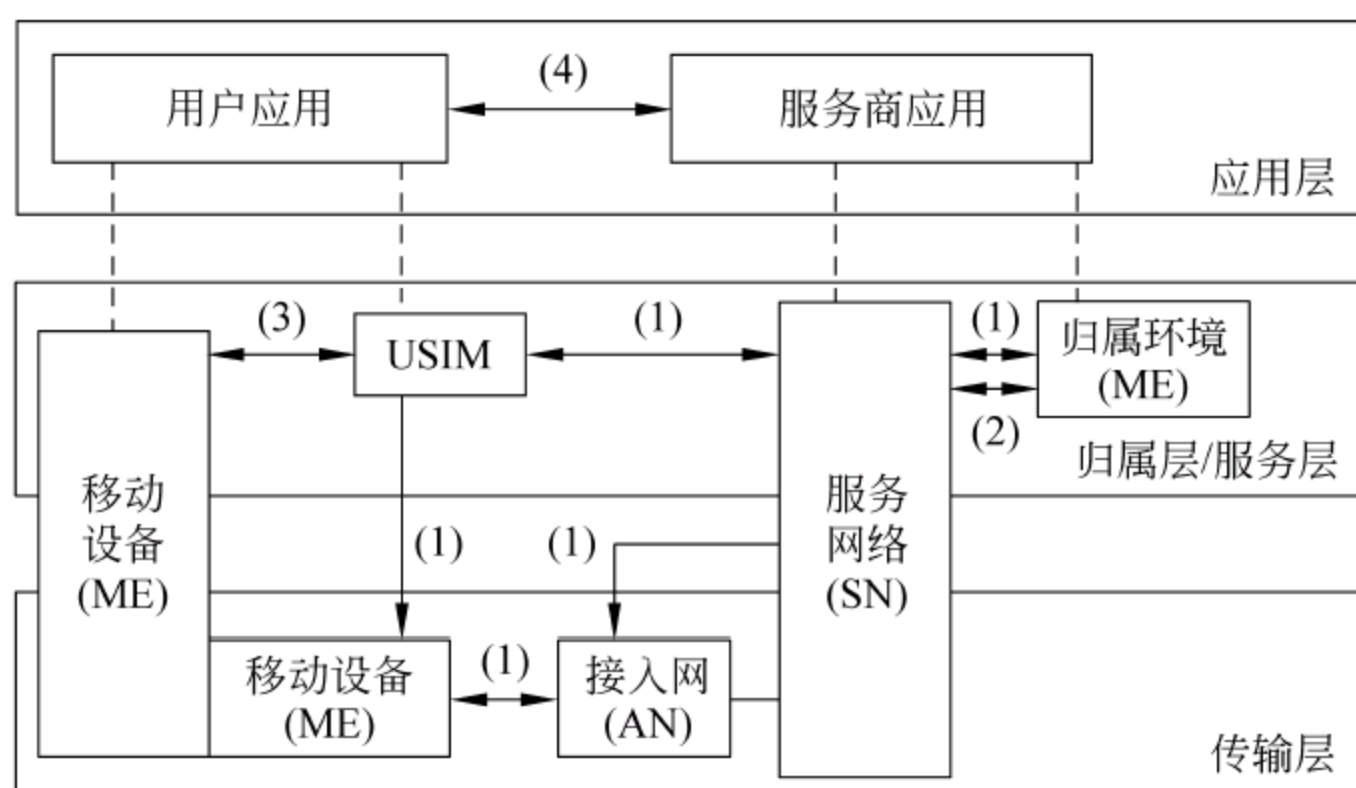 (4)
用户应用
服务商应用
应用层
(3)
(1)
(1)
USIM
归属环境
(ME)
(2)
归属层/服务层
移动
设备
(ME)
服务
网络
(SN)
(1)
(1)
(1)
移动设备
(ME)
接入网
(AN)
传输层